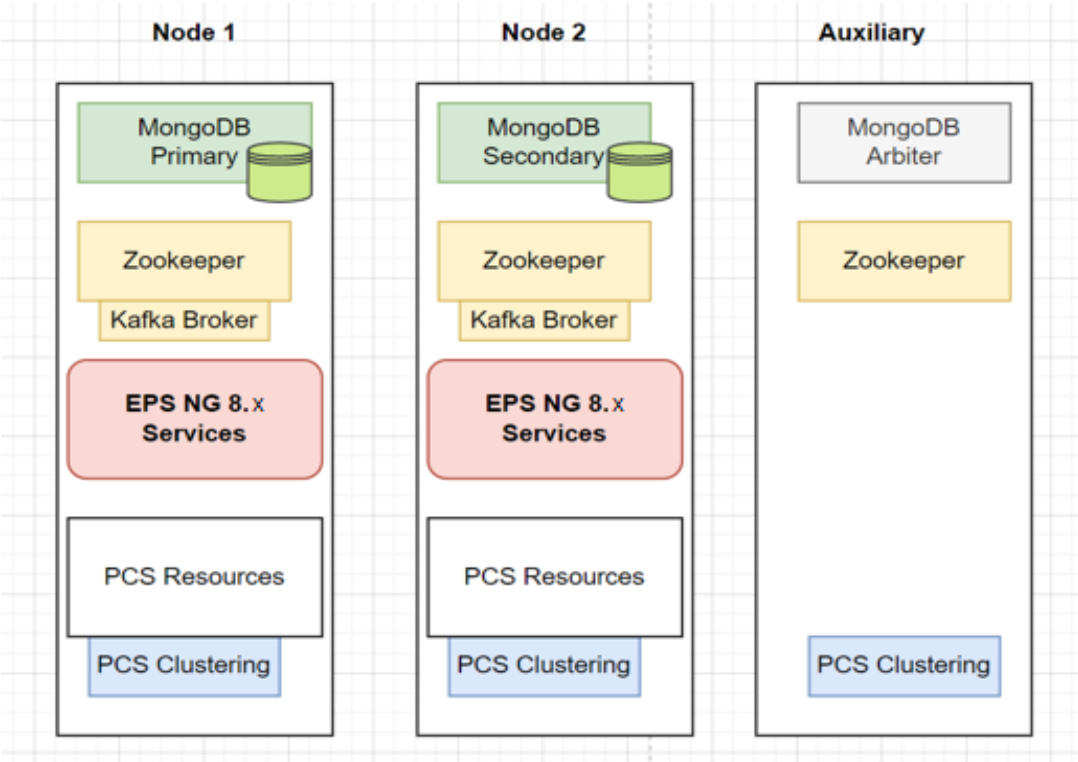 Node 1
Node 2
Auxiliary
MongoDB
Primary
MongoDB
Secondary
MongoDB
Arbiter
Zookeeper
Zookeeper
Zookeeper
Kafka Broker
Kafka Broker
EPS NG 8.x
Services
EPS NG 8.x
Services
PCS Resources
PCS Resources
PCS Clustering
PCS Clustering
PCS Clustering